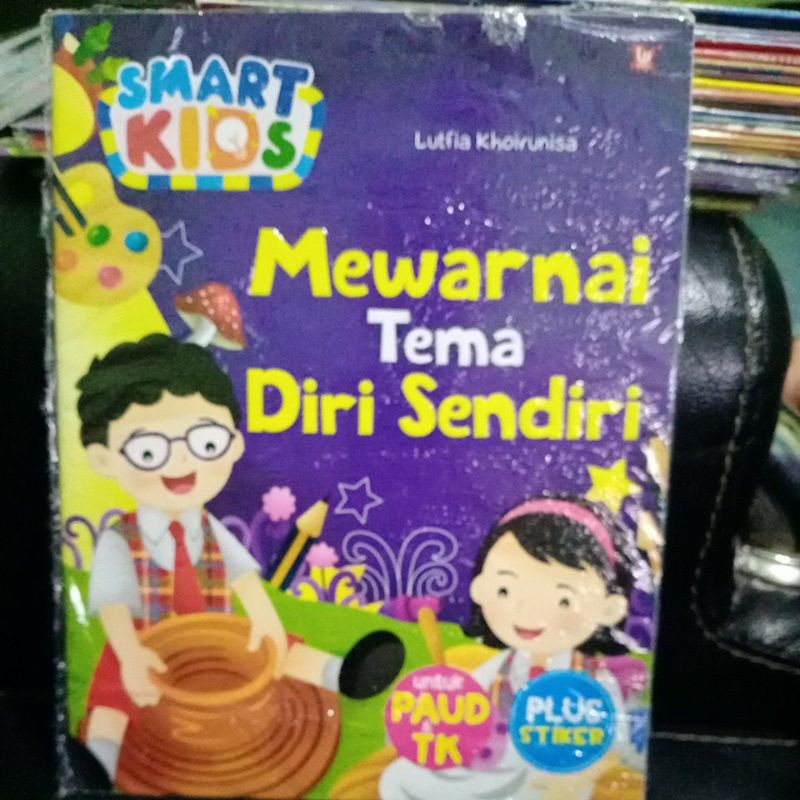 SMART
KIDS
Lutfia Khoirunisa
Mewarnai
Tema
Diri Sendiri
untuk
PAUD
TK
PLUS
STIKER